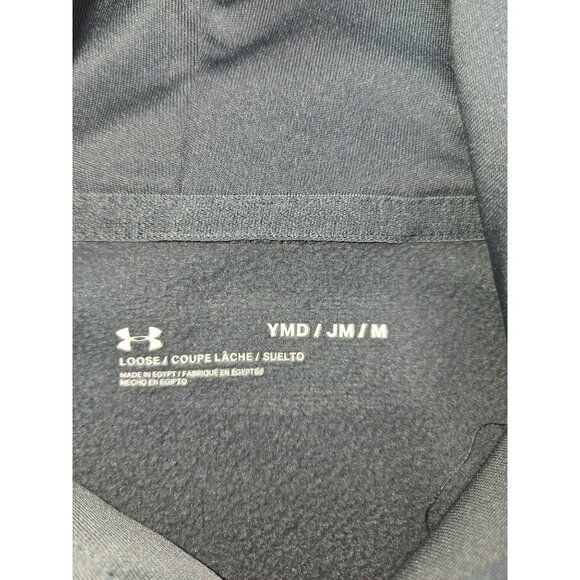 YMD / JM / M
LOOSE / COUPE LÂCHE / SUELTO
MADE IN EGYPT / FABRIQUÉ EN ÉGYPTE /
HECHO EN EGIPTO